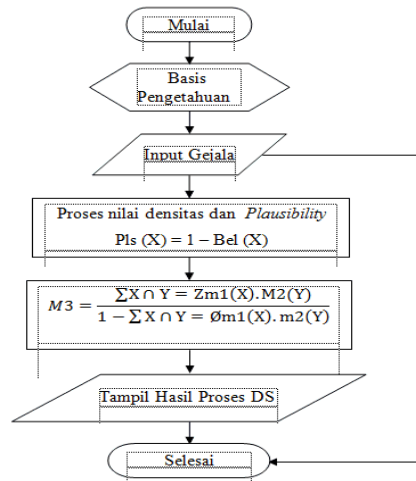 Mulai
Basis
Pengetahuan
Input Gejala
Proses nilai densitas dan Plausibility
Pls (X) = 1 – Bel (X)
M3 = ∑X ∩ Y = Zm1(X). M2(Y)
1 − ∑X ∩ Y = Øm1(X). m2(Y)
Tampil Hasil Proses DS
Selesai